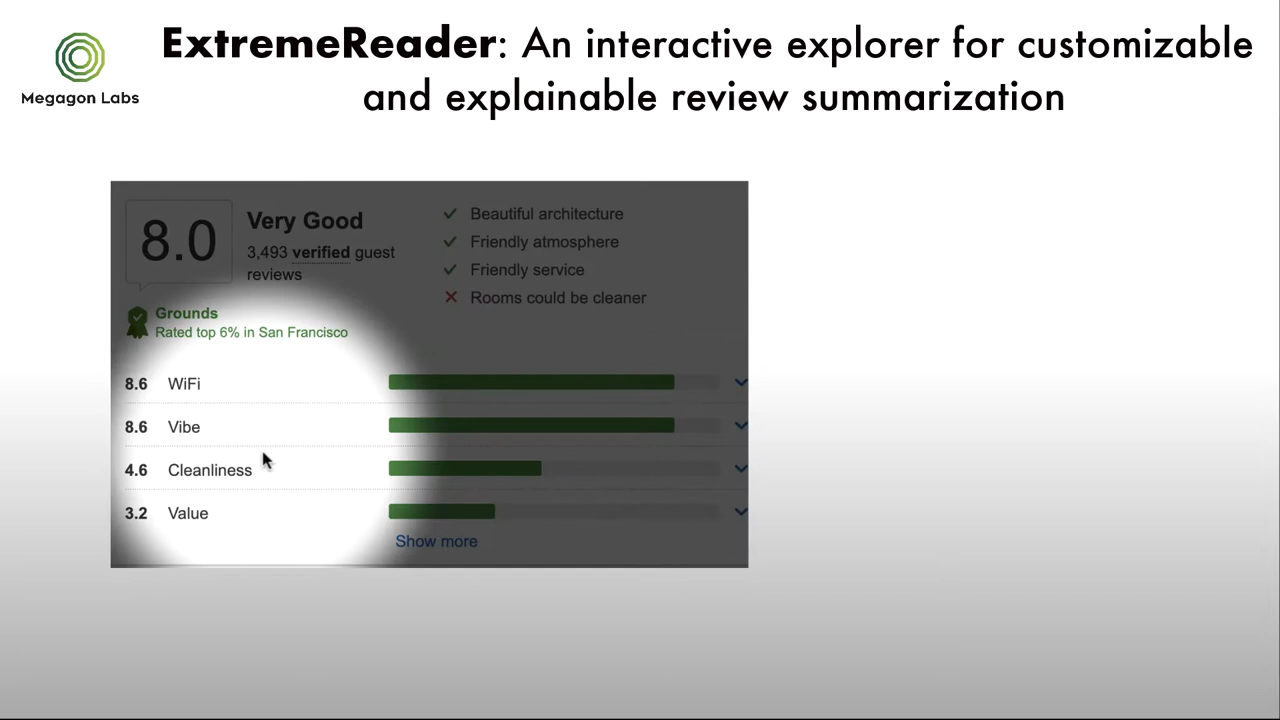 Megagon Labs
ExtremeReader: An interactive explorer for customizable
and explainable review summarization
8.0
Very Good
3,493 verified guest
reviews
Beautiful architecture
Friendly atmosphere
Friendly service
Rooms could be cleaner
Grounds
Rated top 6% in San Francisco
8.6 WiFi
8.6 Vibe
4.6 Cleanliness
3.2 Value
Show more